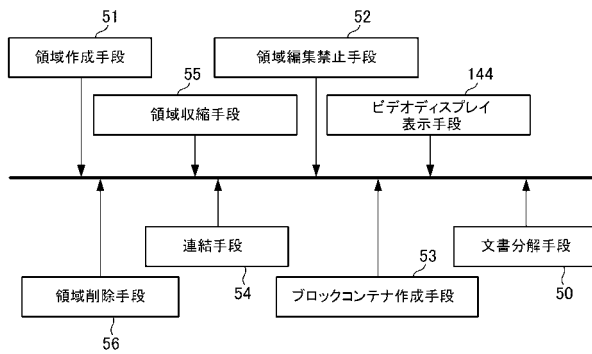 51
領域作成手段
52
領域編集禁止手段
55
領域収縮手段
144
ビデオディスプレイ
表示手段
連結手段
54
文書分解手段
50
領域削除手段
56
53
ブロックコンテナ作成手段